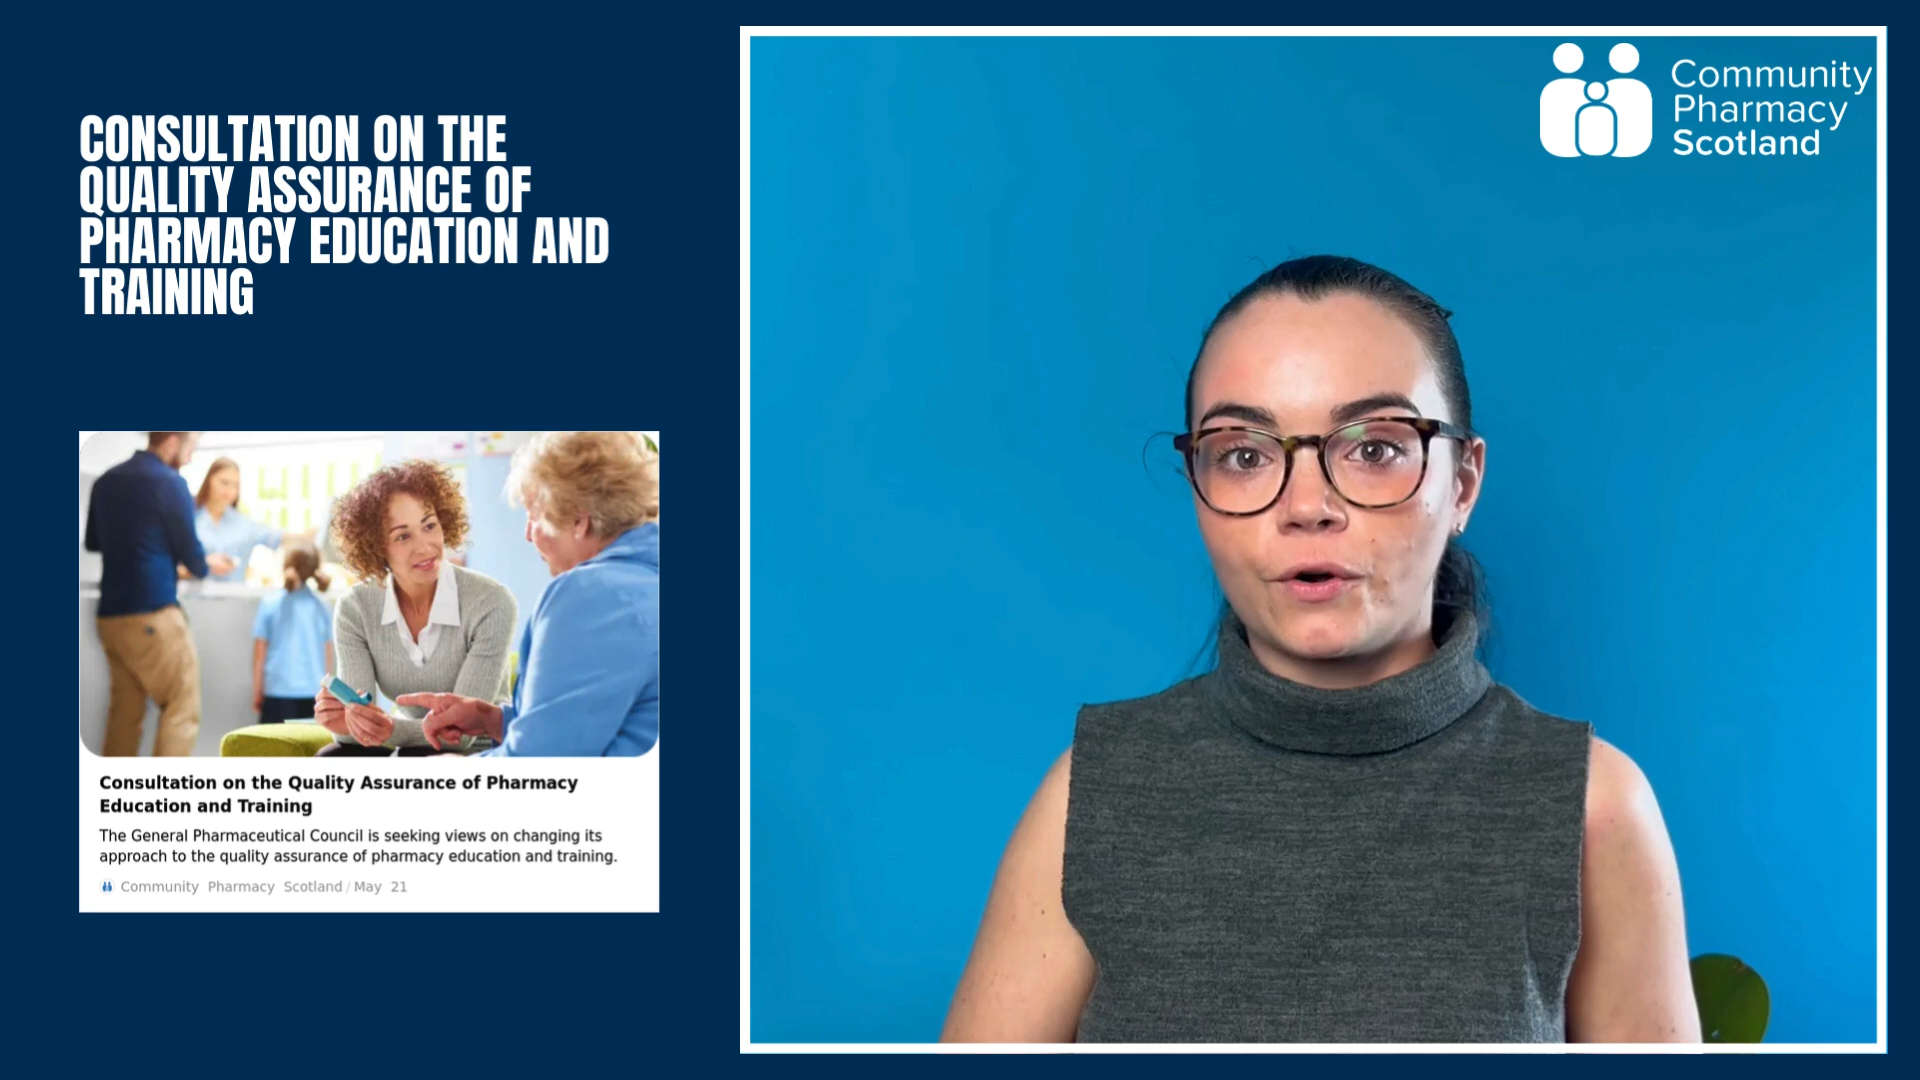 CONSULTATION ON THE
QUALITY ASSURANCE OF
PHARMACY EDUCATION AND
TRAINING
Community
Pharmacy
Scotland
Consultation on the Quality Assurance of Pharmacy
Education and Training
The General Pharmaceutical Council is seeking views on changing its
approach to the quality assurance of pharmacy education and training.
Community Pharmacy Scotland / May 21